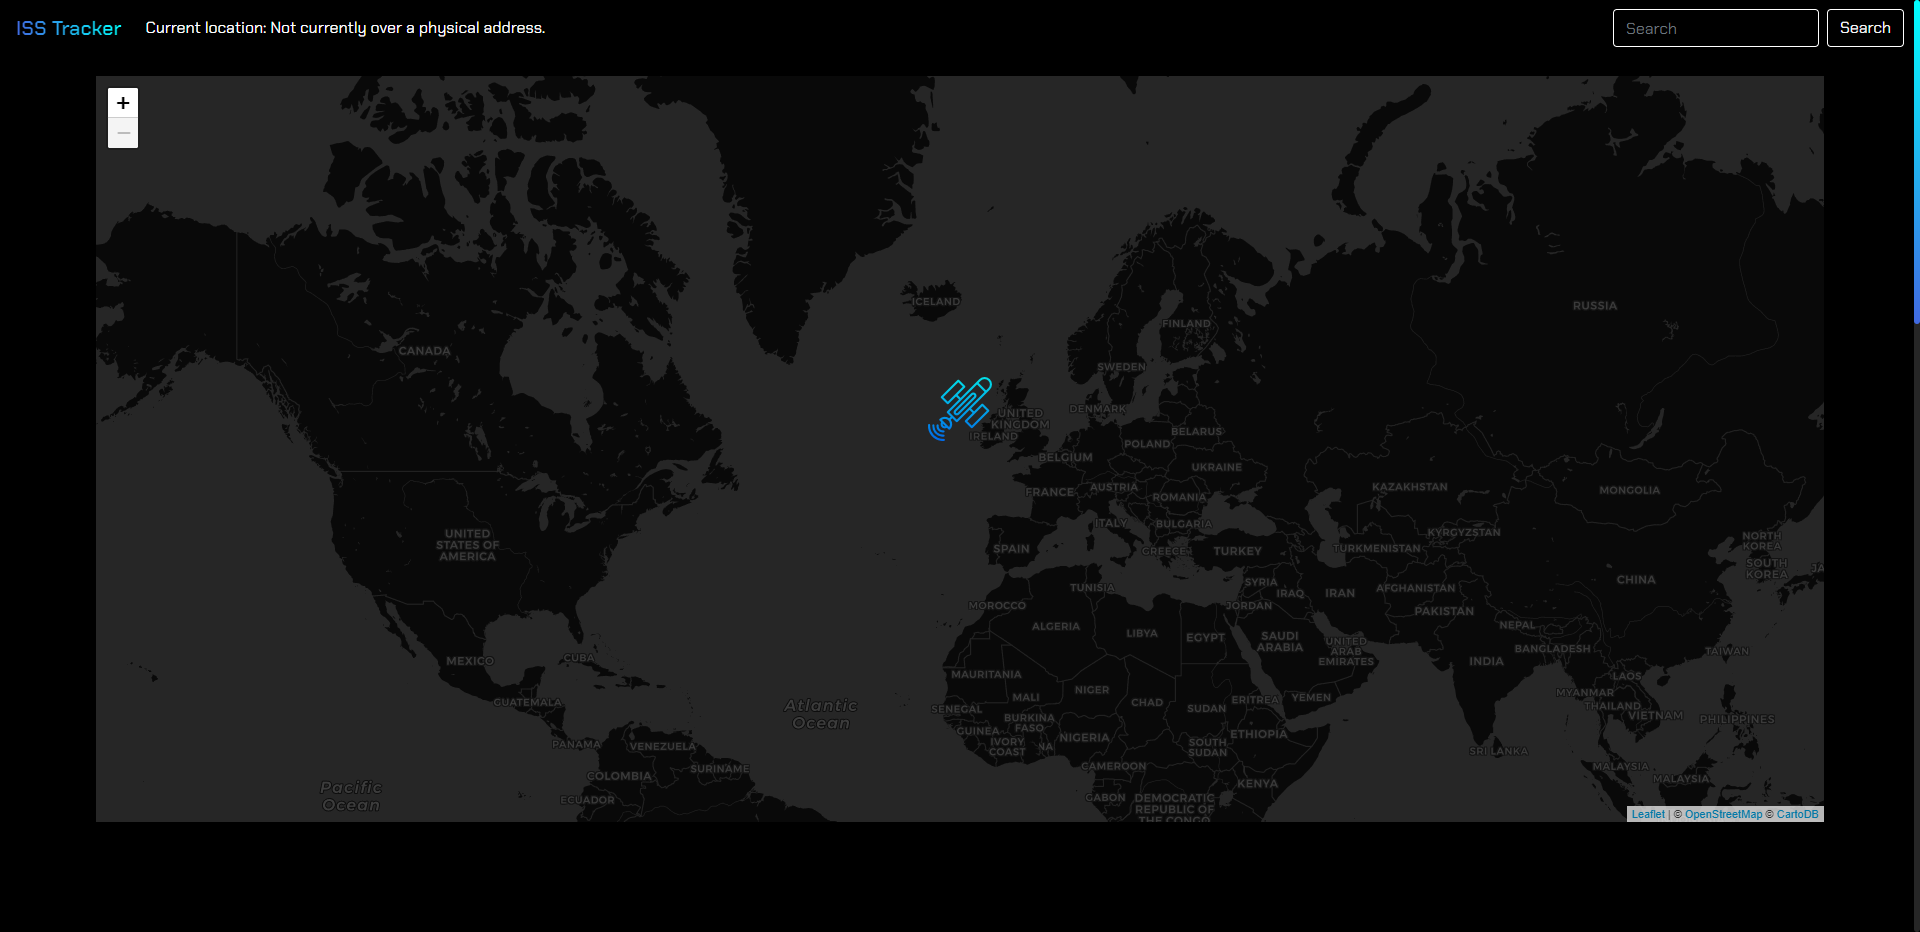 ISS Tracker
Current location: Not currently over a physical address.
Search
Search
+
−
ICELAND
RUSSIA
FINLAND
CANADA
SWEDEN
DENMARK
UNITED
KINGDOM
IRELAND
BELARUS
POLAND
BELGIUM
UKRAINE
KAZAKHSTAN
MONGOLIA
FRANCE
AUSTRIA
ROMANIA
ITALY
BULGARIA
UNITED
STATES OF
AMERICA
KYRGYZSTAN
NORTH
KOREA
SPAIN
GREECE
TURKEY
TURKMENISTAN
SOUTH
KOREA
JA
TUNISIA
SYRIA
IRAQ
IRAN
AFGHANISTAN
CHINA
MOROCCO
JORDAN
PAKISTAN
ALGERIA
LIBYA
EGYPT
SAUDI
ARABIA
NEPAL
UNITED
ARAB
EMIRATES
BANGLADESH
TAIWAN
MEXICO
CUBA
INDIA
MAURITANIA
LAOS
MALI
NIGER
CHAD
ERITREA
YEMEN
MYANMAR
GUATEMALA
Atlantic
Ocean
SENEGAL
SUDAN
THAILAND
VIETNAM
PHILIPPINES
BURKINA
FASO
GUINEA
IVORY
COAST
NA
NIGERIA
SOUTH
SUDAN
ETHIOPIA
PANAMA
VENEZUELA
SRI LANKA
SURINAME
CAMEROON
MALAYSIA
MALAYSIA
COLOMBIA
KENYA
Pacific
Ocean
ECUADOR
GABON
DEMOCRATIC
REPUBLIC OF
THE CONGO
Leaflet | © OpenStreetMap © CartoDB